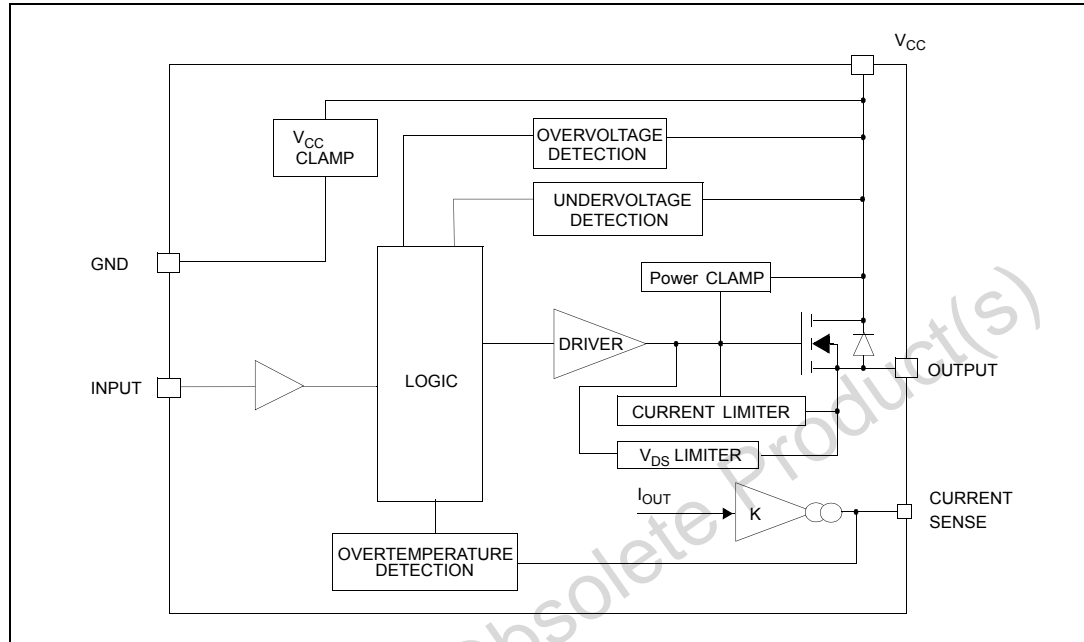 VCC
VCC
CLAMP
OVERVOLTAGE
DETECTION
UNDERVOLTAGE
DETECTION
GND
Power CLAMP
DRIVER
OUTPUT
INPUT
LOGIC
CURRENT LIMITER
VDS LIMITER
IOUT
K
CURRENT
SENSE
OVERTEMPERATURE
DETECTION
Obsolete Product(s)